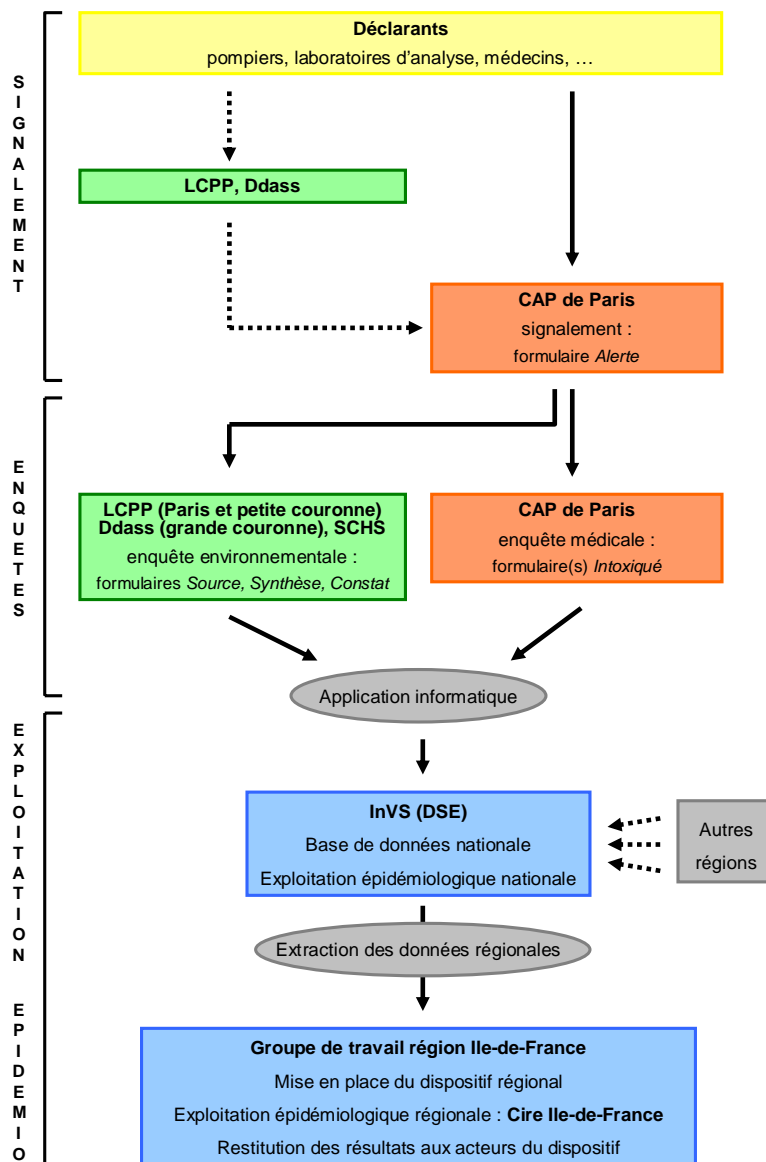 SIGNALEMENT
Déclarants
pompiers, laboratoires d'analyse, médecins, …
LCPP, Ddass
CAP de Paris
signalement :
formulaire Alerte
ENQUETES
LCPP (Paris et petite couronne)
Ddass (grande couronne), SCHS
enquête environnementale :
formulaires Source, Synthèse, Constat
CAP de Paris
enquête médicale :
formulaire(s) Intoxiqué
Application informatique
EXPLOITATION EPIDEMIO
InVS (DSE)
Base de données nationale
Exploitation épidémiologique nationale
Autres
régions
Extraction des données régionales
Groupe de travail région Ile-de-France
Mise en place du dispositif régional
Exploitation épidémiologique régionale : Cire Ile-de-France
Restitution des résultats aux acteurs du dispositif